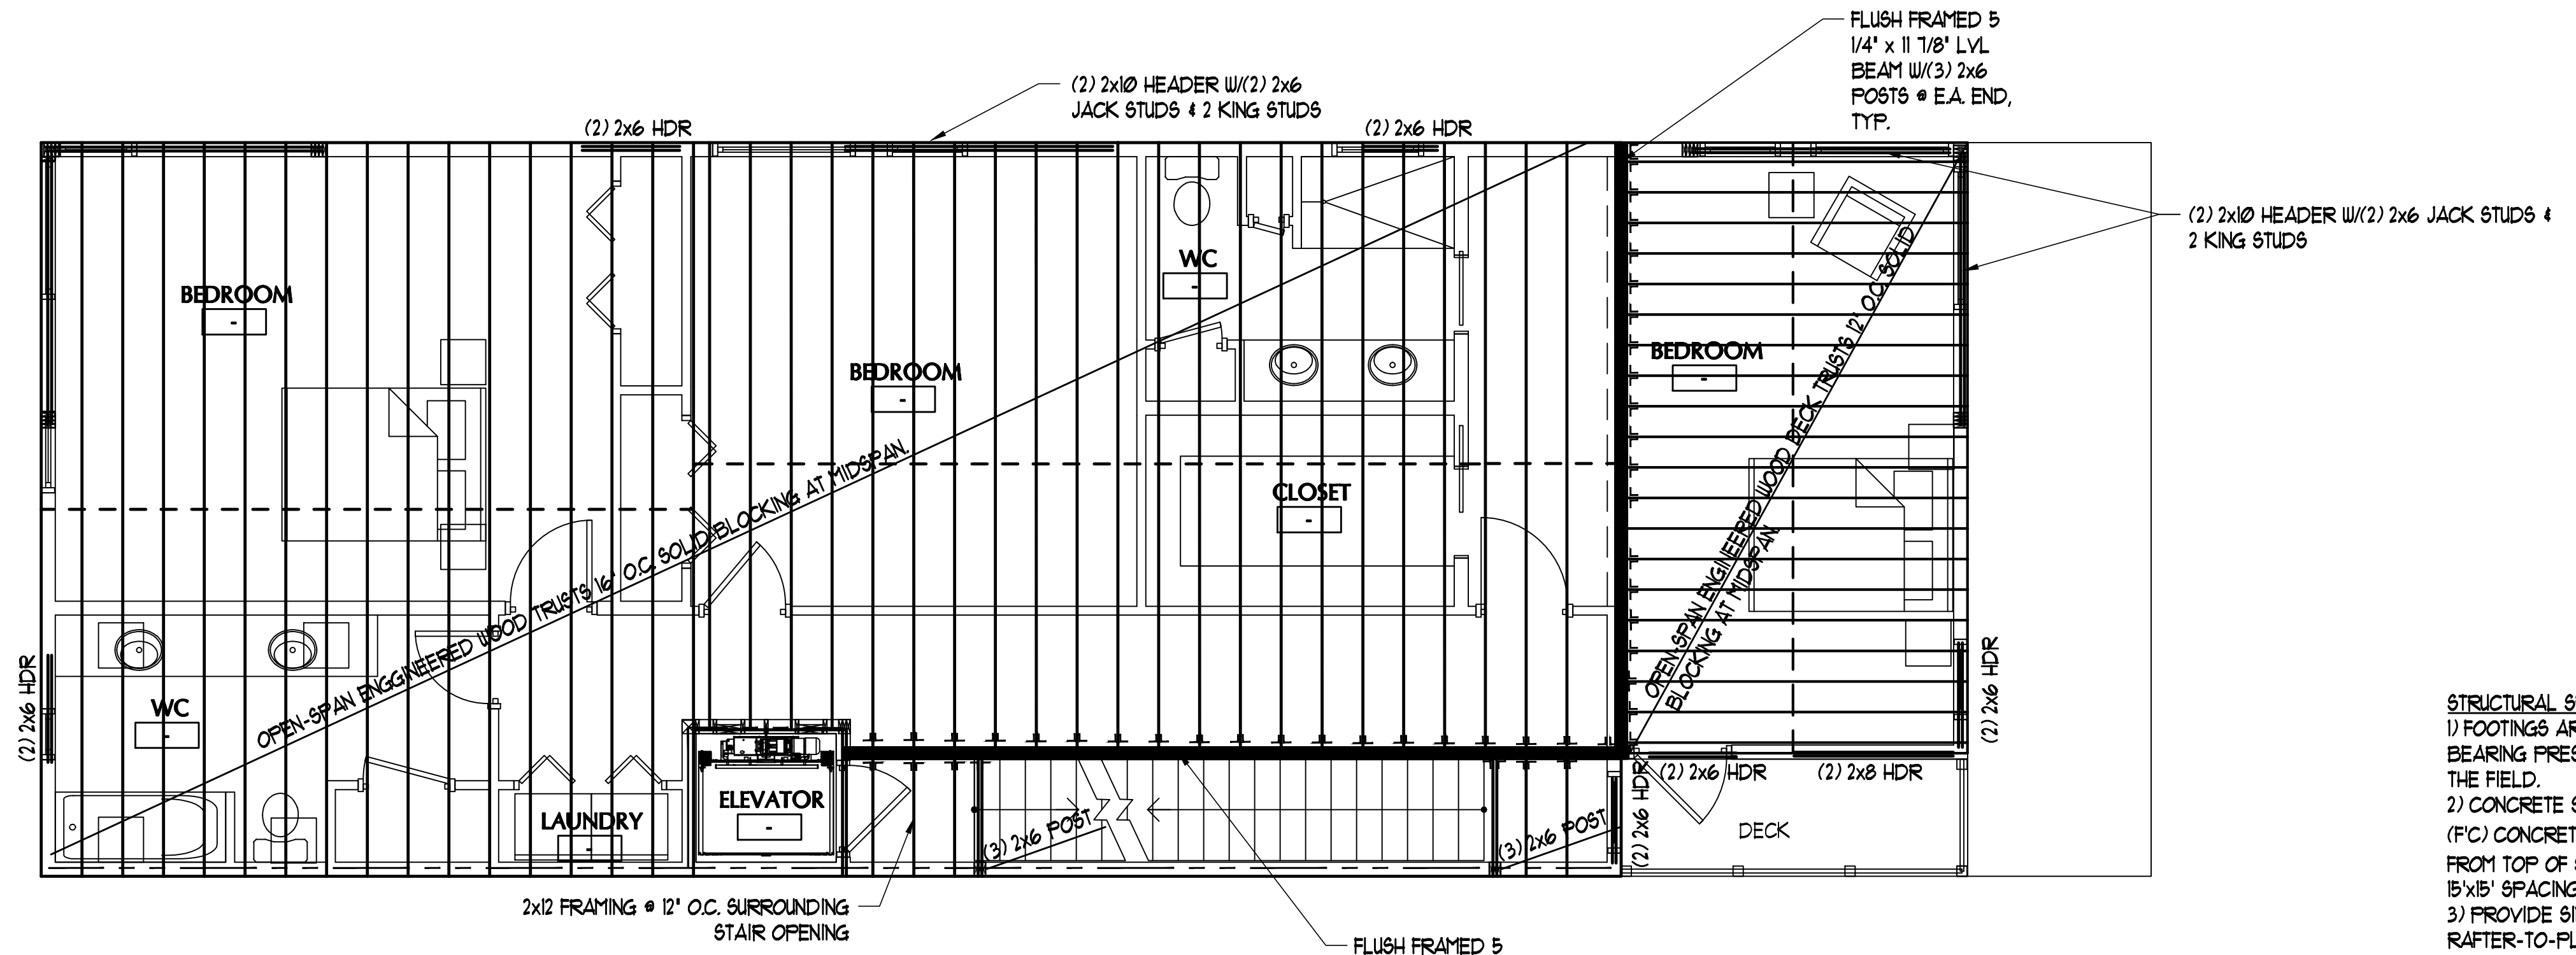 FLUSH FRAMED 5
1/4" x 11 7/8" LVL
BEAM W/(3) 2x6
POSTS @ E.A. END,
TYP.
(2) 2x10 HEADER W/(2) 2x6
JACK STUDS & 2 KING STUDS
(2) 2x6 HDR
(2) 2x6 HDR
(2) 2x10 HEADER W/(2) 2x6 JACK STUDS &
2 KING STUDS
BEDROOM
WC
BEDROOM
BEDROOM
CLOSET
OPEN-SPAN ENGGINEERED WOOD TRUSTS 16" O.C. SOLID BLOCKING AT MIDSPAN.
OPEN-SPAN ENGINEERED WOOD DECK TRUSTS 12" O.C. SOLID
BLOCKING AT MIDSPAN
(2) 2x6 HDR
WC
(2) 2x6 HDR
LAUNDRY
ELEVATOR
(3) 2x6 POST
(3) 2x6 POST
(2) 2x6 HDR
(2) 2x6 HDR
(2) 2x8 HDR
DECK
2x12 FRAMING @ 12" O.C. SURROUNDING
STAIR OPENING
FLUSH FRAMED 5
STRUCTURAL S
1) FOOTINGS AR
BEARING PRES
THE FIELD.
2) CONCRETE S
(F'C) CONCRET
FROM TOP OF
15'x15' SPACING
3) PROVIDE SI
RAFTER-TO-PL